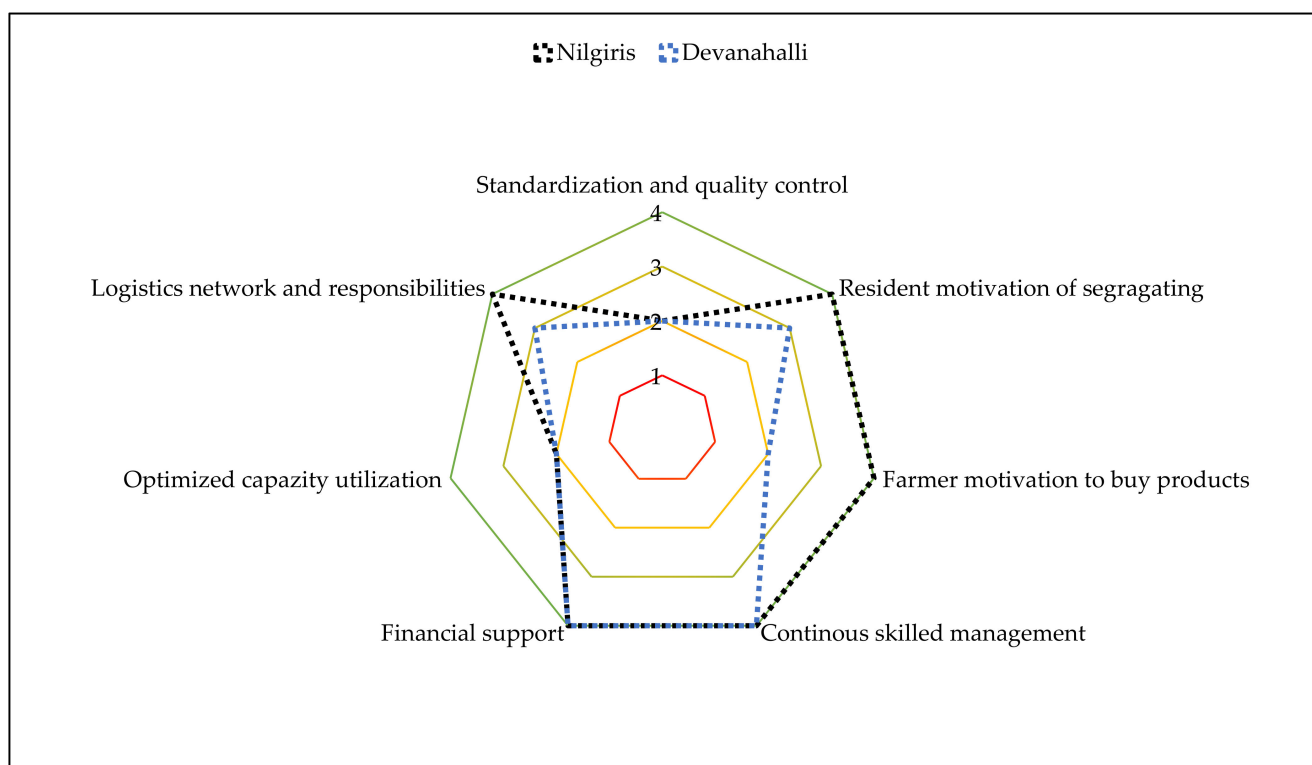 Nilgiris Devanahalli
Standardization and quality control
4
3
2
1
Logistics network and responsibilities
Resident motivation of segragating
Optimized capazity utilization
Farmer motivation to buy products
Financial support
Continous skilled management